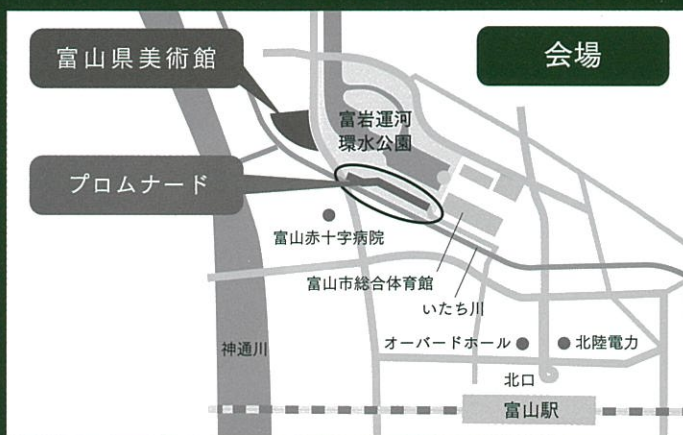 会場
富山県美術館
富岩運河
環水公園
プロムナード
富山赤十字病院
富山市総合体育館
いたち川
神通川
オーバードホール
北陸電力
北口
富山駅